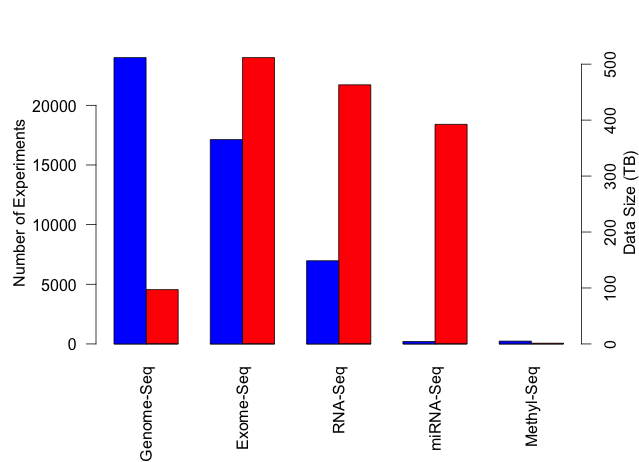 Number of Experiments
20000
15000
10000
5000
0
500
400
300
200
100
0
Data Size (TB)
Genome-Seq
Exome-Seq
RNA-Seq
miRNA-Seq
Methyl-Seq